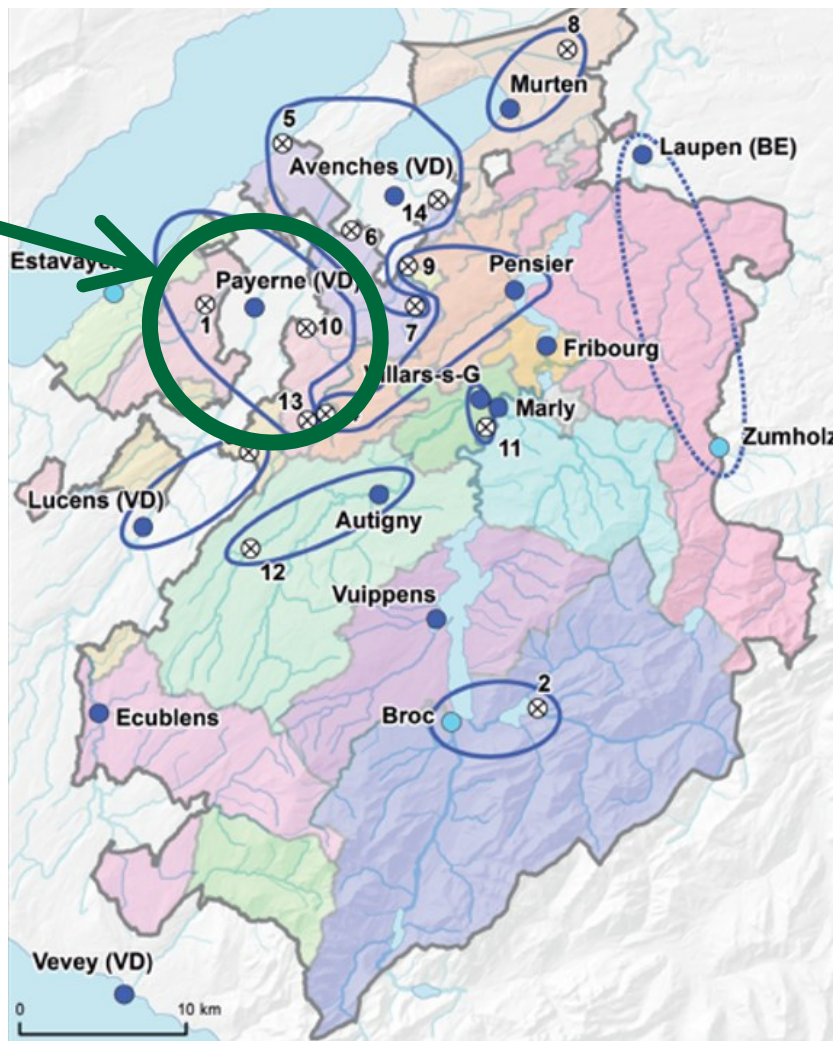 8
Murten
5
Laupen (BE)
Avenches (VD)
14
6
9
Payerne (VD)
Pensier
1
10
7
Fribourg
13
Marly
11
Zumholz
Lucens (VD)
Autigny
12
Vuippens
2
Broc
Ecublens
Vevey (VD)
0
10 km